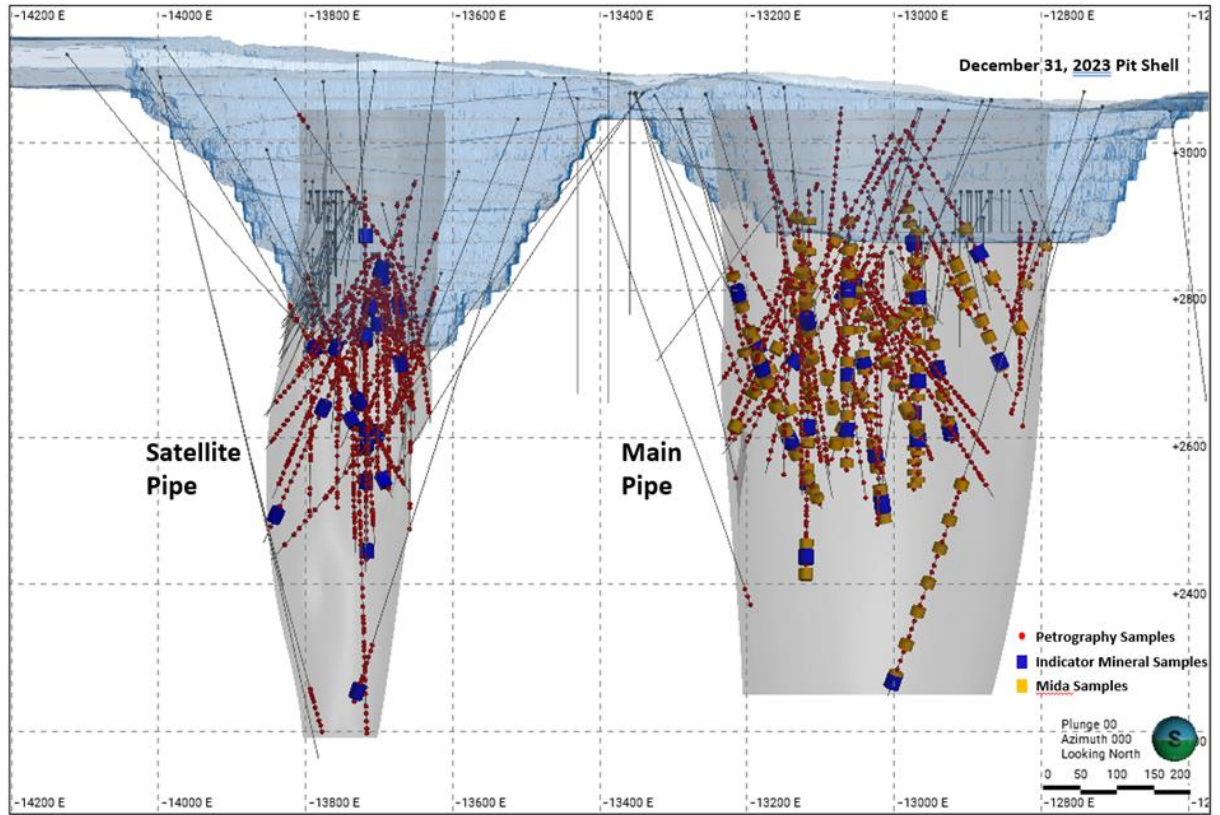 -14200 E -14000 E -13800 E -13600 E -13400 E -13200 E -13000 E -12800 E -12
December 31, 2023 Pit Shell
+3000
+2800
Satellite
Pipe
Main
Pipe
+2600
+2400
Petrography Samples
Indicator Mineral Samples
Mida Samples
Plunge 00
Azimuth 000
Looking North
S
0 50 100 150 200
-14200 E -14000 E -13800 E -13600 E -13400 E -13200 E -13000 E -12800 E -12